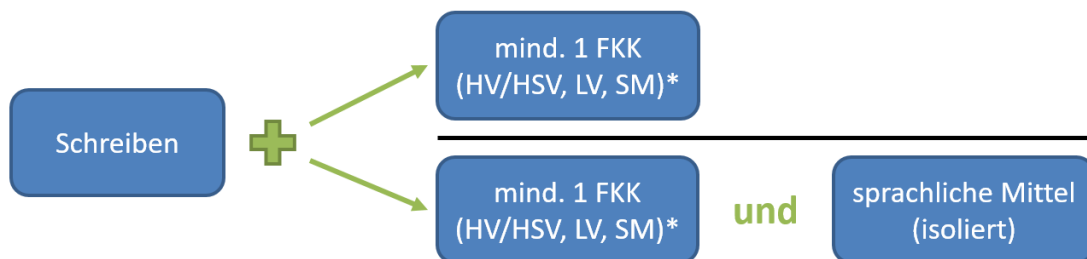 mind. 1 FKK
(HV/HSV, LV, SM)*
Schreiben
mind. 1 FKK
(HV/HSV, LV, SM)*
und
sprachliche Mittel
(isoliert)